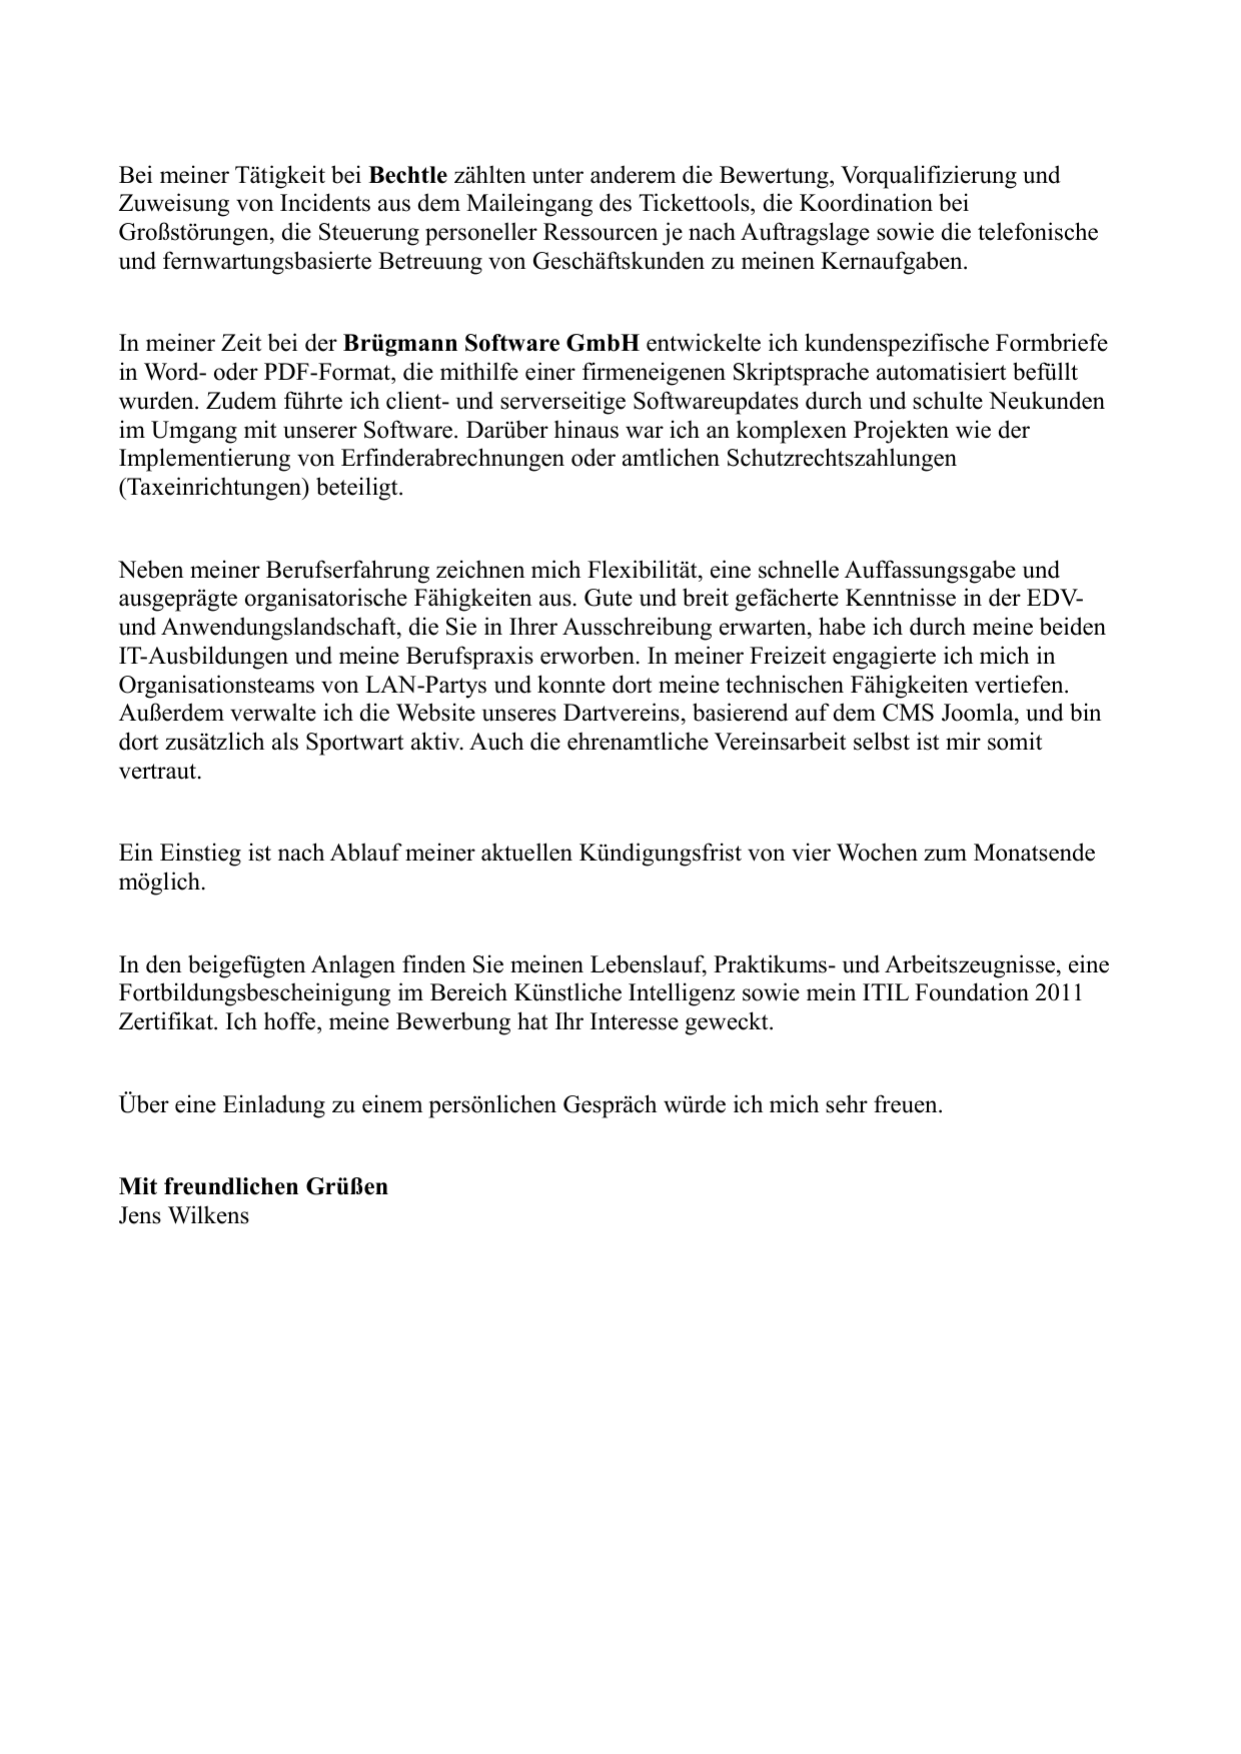 Bei meiner Tätigkeit bei Bechtle zählten unter anderem die Bewertung, Vorqualifizierung und
Zuweisung von Incidents aus dem Maileingang des Tickettools, die Koordination bei
Großstörungen, die Steuerung personeller Ressourcen je nach Auftragslage sowie die telefonische
und fernwartungsbasierte Betreuung von Geschäftskunden zu meinen Kernaufgaben.
In meiner Zeit bei der Brügmann Software GmbH entwickelte ich kundenspezifische Formbriefe
in Word- oder PDF-Format, die mithilfe einer firmeneigenen Skriptsprache automatisiert befüllt
wurden. Zudem führte ich client- und serverseitige Softwareupdates durch und schulte Neukunden
im Umgang mit unserer Software. Darüber hinaus war ich an komplexen Projekten wie der
Implementierung von Erfinderabrechnungen oder amtlichen Schutzrechtszahlungen
(Taxeinrichtungen) beteiligt.
Neben meiner Berufserfahrung zeichnen mich Flexibilität, eine schnelle Auffassungsgabe und
ausgeprägte organisatorische Fähigkeiten aus. Gute und breit gefächerte Kenntnisse in der EDV-
und Anwendungslandschaft, die Sie in Ihrer Ausschreibung erwarten, habe ich durch meine beiden
IT-Ausbildungen und meine Berufspraxis erworben. In meiner Freizeit engagierte ich mich in
Organisationsteams von LAN-Partys und konnte dort meine technischen Fähigkeiten vertiefen.
Außerdem verwalte ich die Website unseres Dartvereins, basierend auf dem CMS Joomla, und bin
dort zusätzlich als Sportwart aktiv. Auch die ehrenamtliche Vereinsarbeit selbst ist mir somit
vertraut.
Ein Einstieg ist nach Ablauf meiner aktuellen Kündigungsfrist von vier Wochen zum Monatsende
möglich.
In den beigefügten Anlagen finden Sie meinen Lebenslauf, Praktikums- und Arbeitszeugnisse, eine
Fortbildungsbescheinigung im Bereich Künstliche Intelligenz sowie mein ITIL Foundation 2011
Zertifikat. Ich hoffe, meine Bewerbung hat Ihr Interesse geweckt.
Über eine Einladung zu einem persönlichen Gespräch würde ich mich sehr freuen.
Mit freundlichen Grüßen
Jens Wilkens